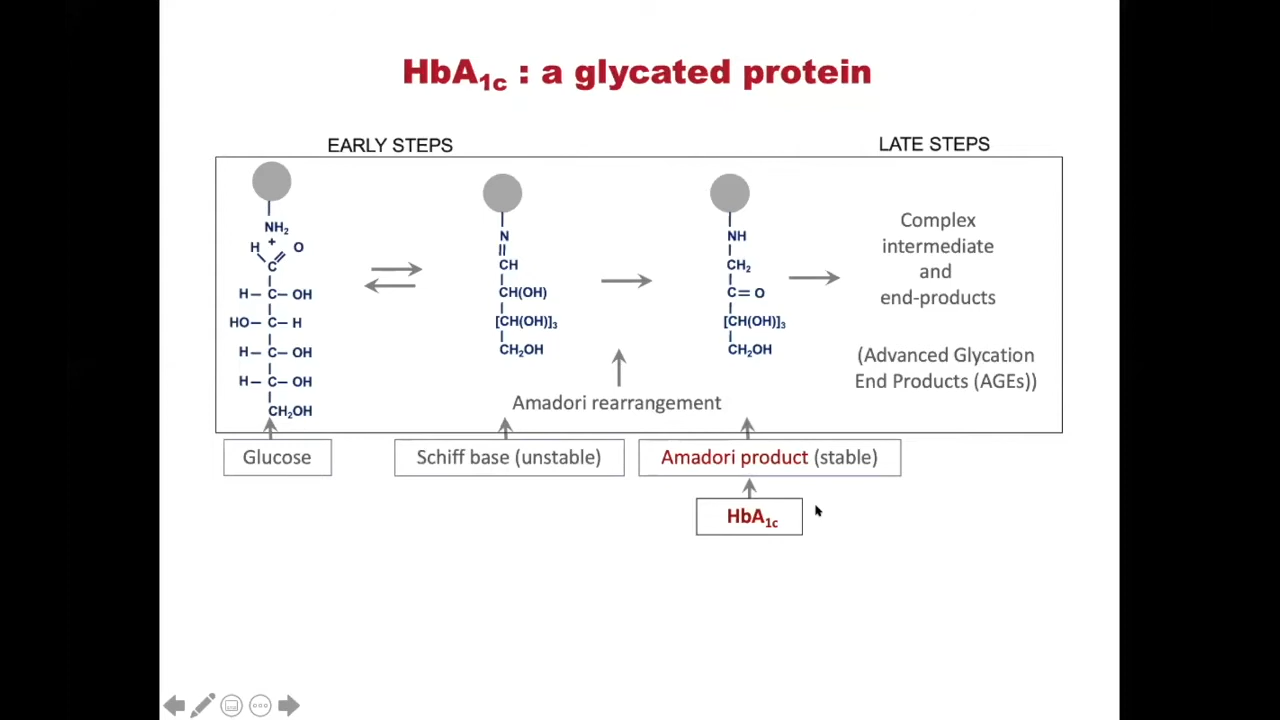 HbA1c : a glycated protein
EARLY STEPS
LATE STEPS
NH2
+
H O
C
H– C– OH
HO– C– H
H– C– OH
H– C– OH
CH2OH
N
CH
CH(OH)
[CH(OH)]3
CH2OH
NH
CH2
C=O
[CH(OH)]3
CH2OH
Complex
intermediate
and
end-products
(Advanced Glycation
End Products (AGEs))
Amadori rearrangement
Glucose
Schiff base (unstable)
Amadori product (stable)
HbA1c